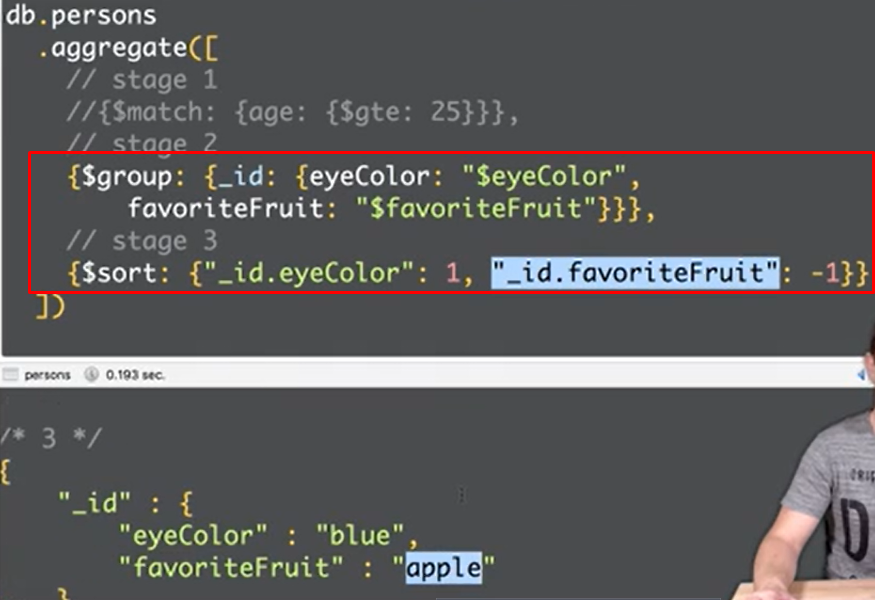 db.persons
.aggregate([
// stage 1
//{$match: {age: {$gte: 25}}},
// stage 2
{$group: {_id: {eyeColor: "$eyeColor",
favoriteFruit: "$favoriteFruit"}}},
// stage 3
{$sort: {"_id.eyeColor": 1, "_id.favoriteFruit": -1}}
])
persons 0.193 sec.
/* 3 */
{
"_id" : {
"eyeColor" : "blue",
"favoriteFruit" : "apple"
}
D